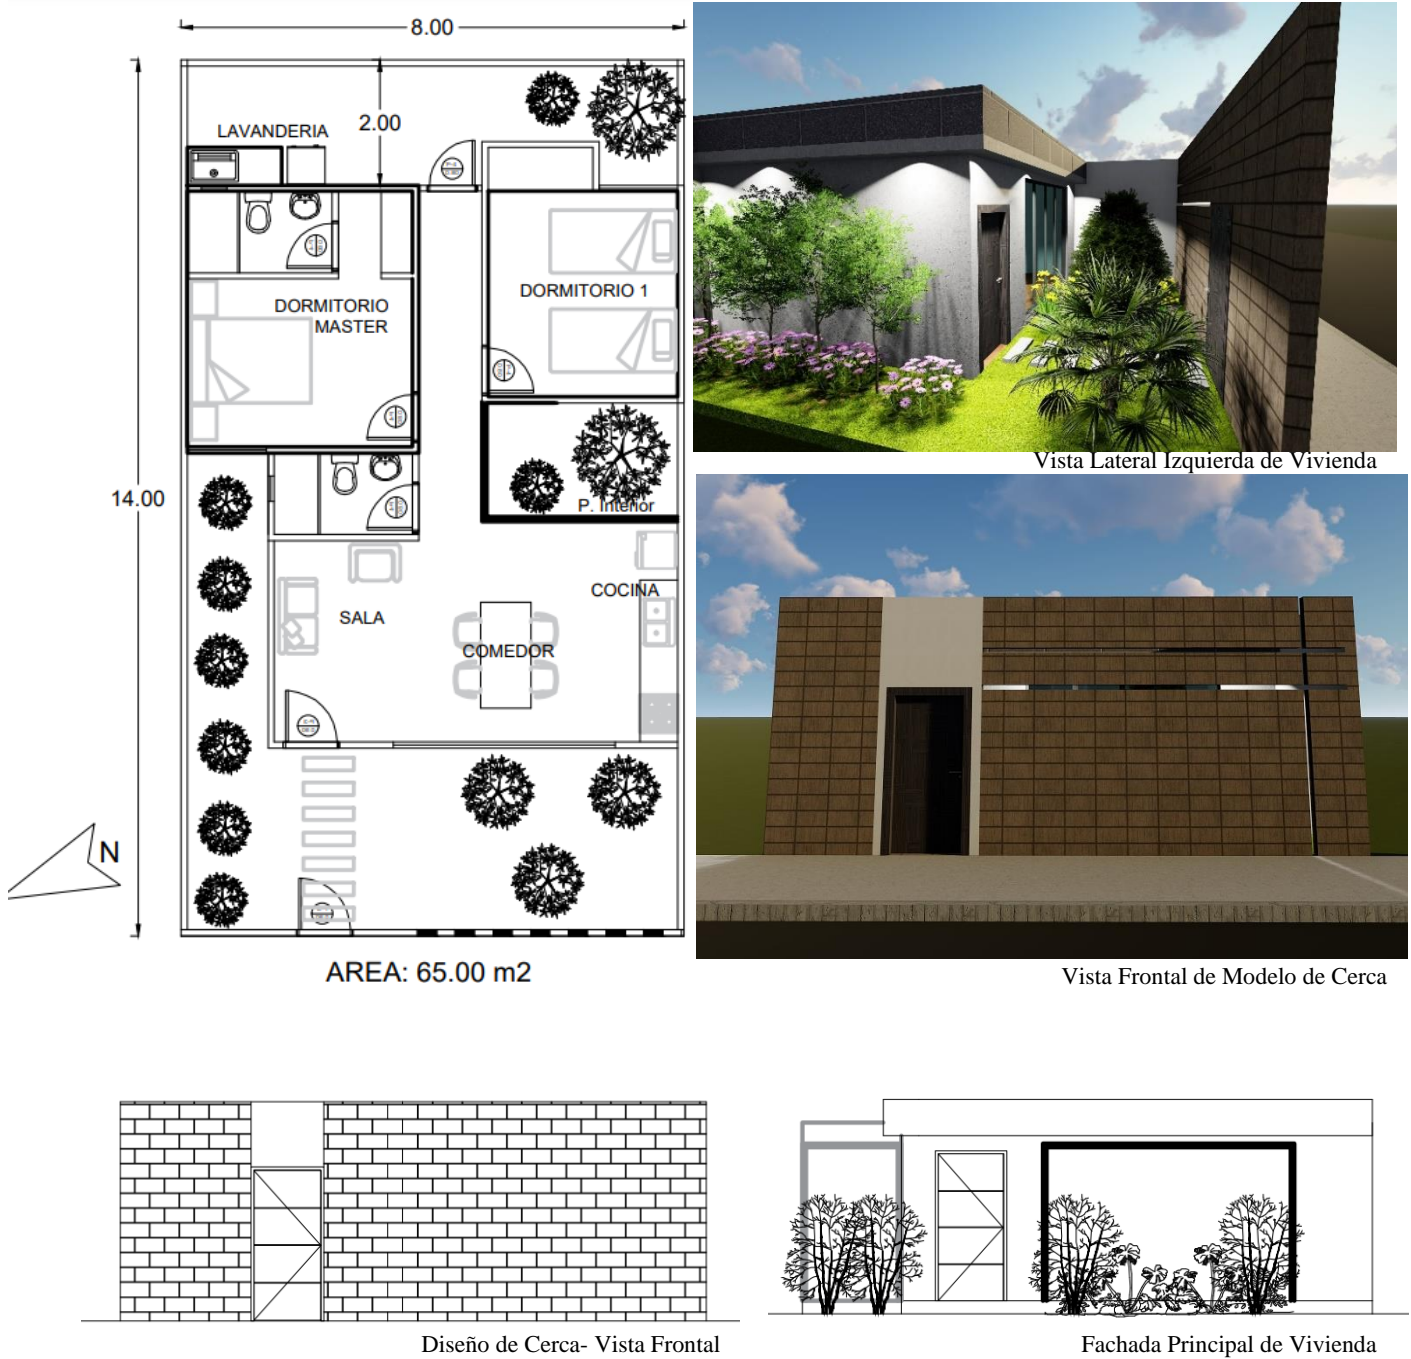 8.00
2.00
LAVANDERIA
DORMITORIO
MASTER
DORMITORIO 1
14.00
P. Interior
COCINA
SALA
COMEDOR
N
AREA: 65.00 m2
Vista Lateral Izquierda de Vivienda
Vista Frontal de Modelo de Cerca
Diseño de Cerca- Vista Frontal
Fachada Principal de Vivienda